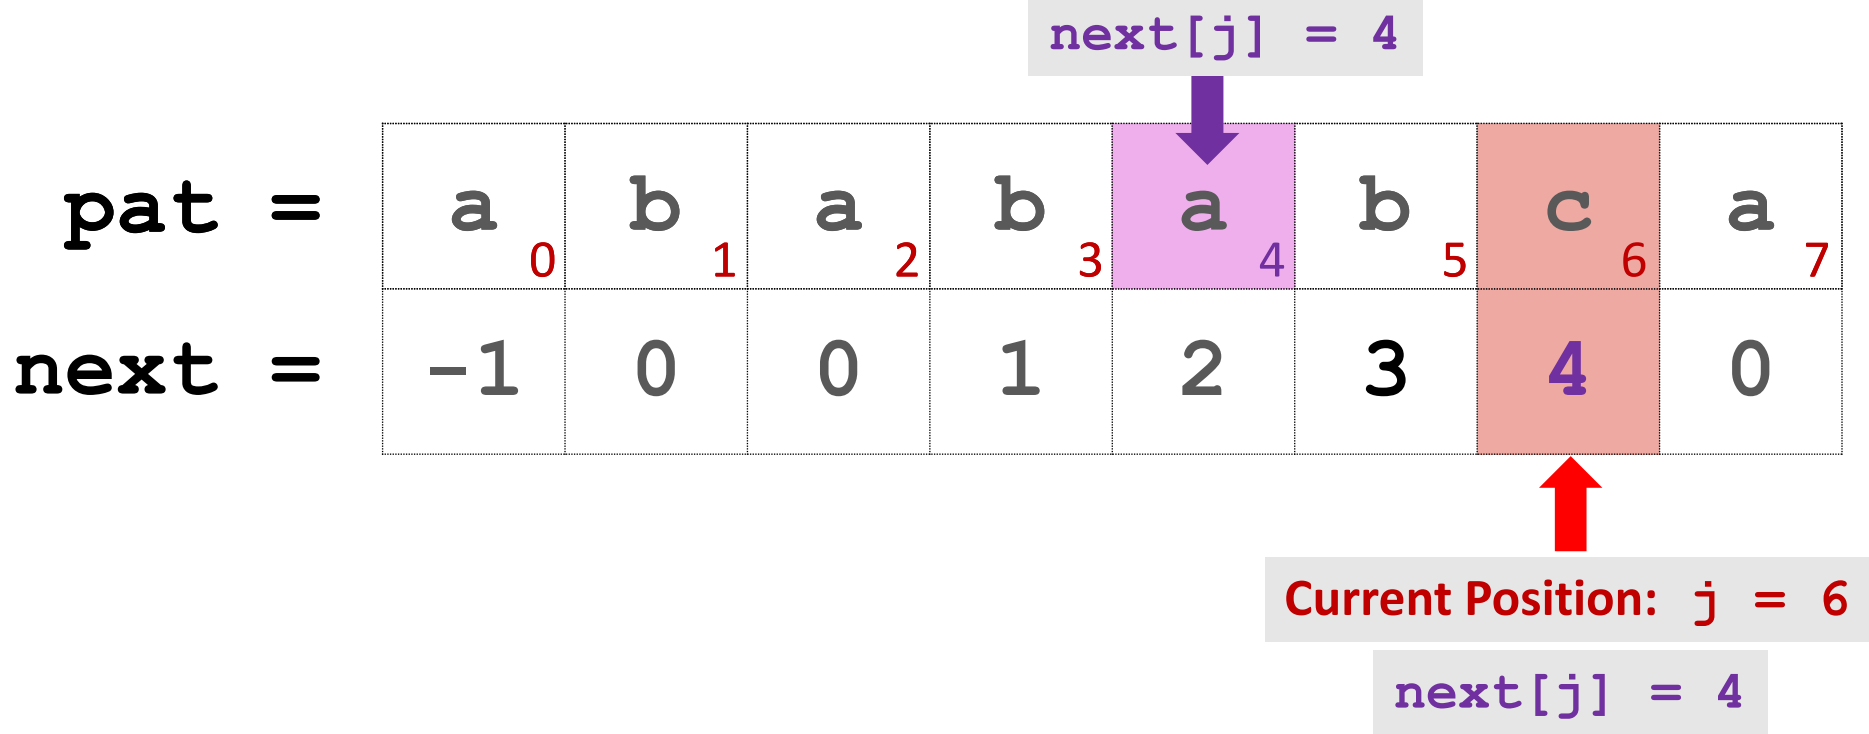 next[j] = 4
pat = a b a b a b c a
0 1 2 3 4 5 6 7
next = -1 0 0 1 2 3 4 0
Current Position: j = 6
next[j] = 4